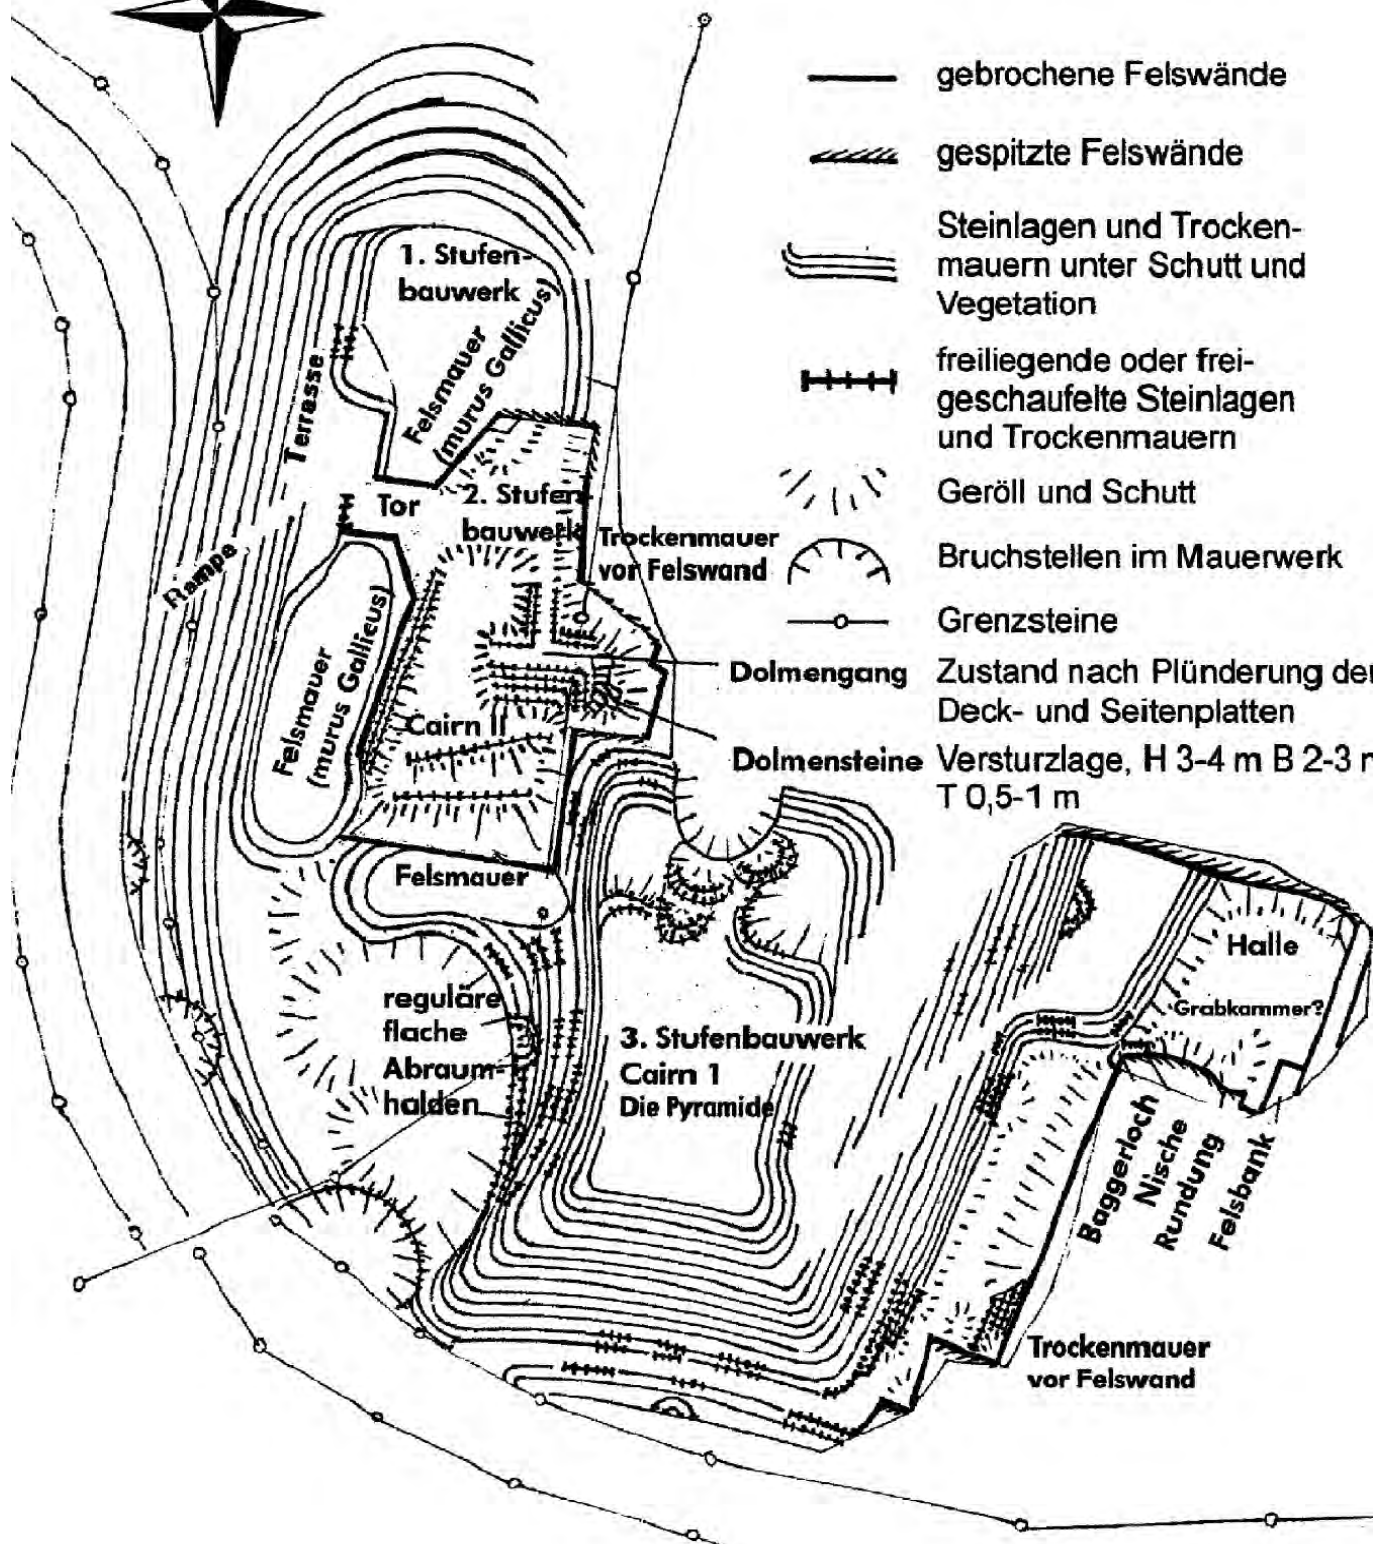 gebrochene Felswände
gespitzte Felswände
Steinlagen und Trocken-
mauern unter Schutt und
Vegetation
freiliegende oder frei-
geschaufelte Steinlagen
und Trockenmauern
Geröll und Schutt
Bruchstellen im Mauerwerk
Grenzsteine
Dolmengang Zustand nach Plünderung der
Deck- und Seitenplatten
Dolmensteine Versturzlage, H 3-4 m B 2-3 m
T 0,5-1 m
1. Stufen-
bauwerk
Felsmauer
(murus Gallicus)
Terrasse
Rampe
Tor
2. Stufen
bauwerk
Trockenmauer
vor Felswand
Felsmauer
(murus Gallicus)
Cairn II
Felsmauer
reguläre
flache
Abraum-
halden
3. Stufenbauwerk
Cairn 1
Die Pyramide
Halle
Grabkammer?
Baggerloch
Nische
Rundung
Felsbank
Trockenmauer
vor Felswand